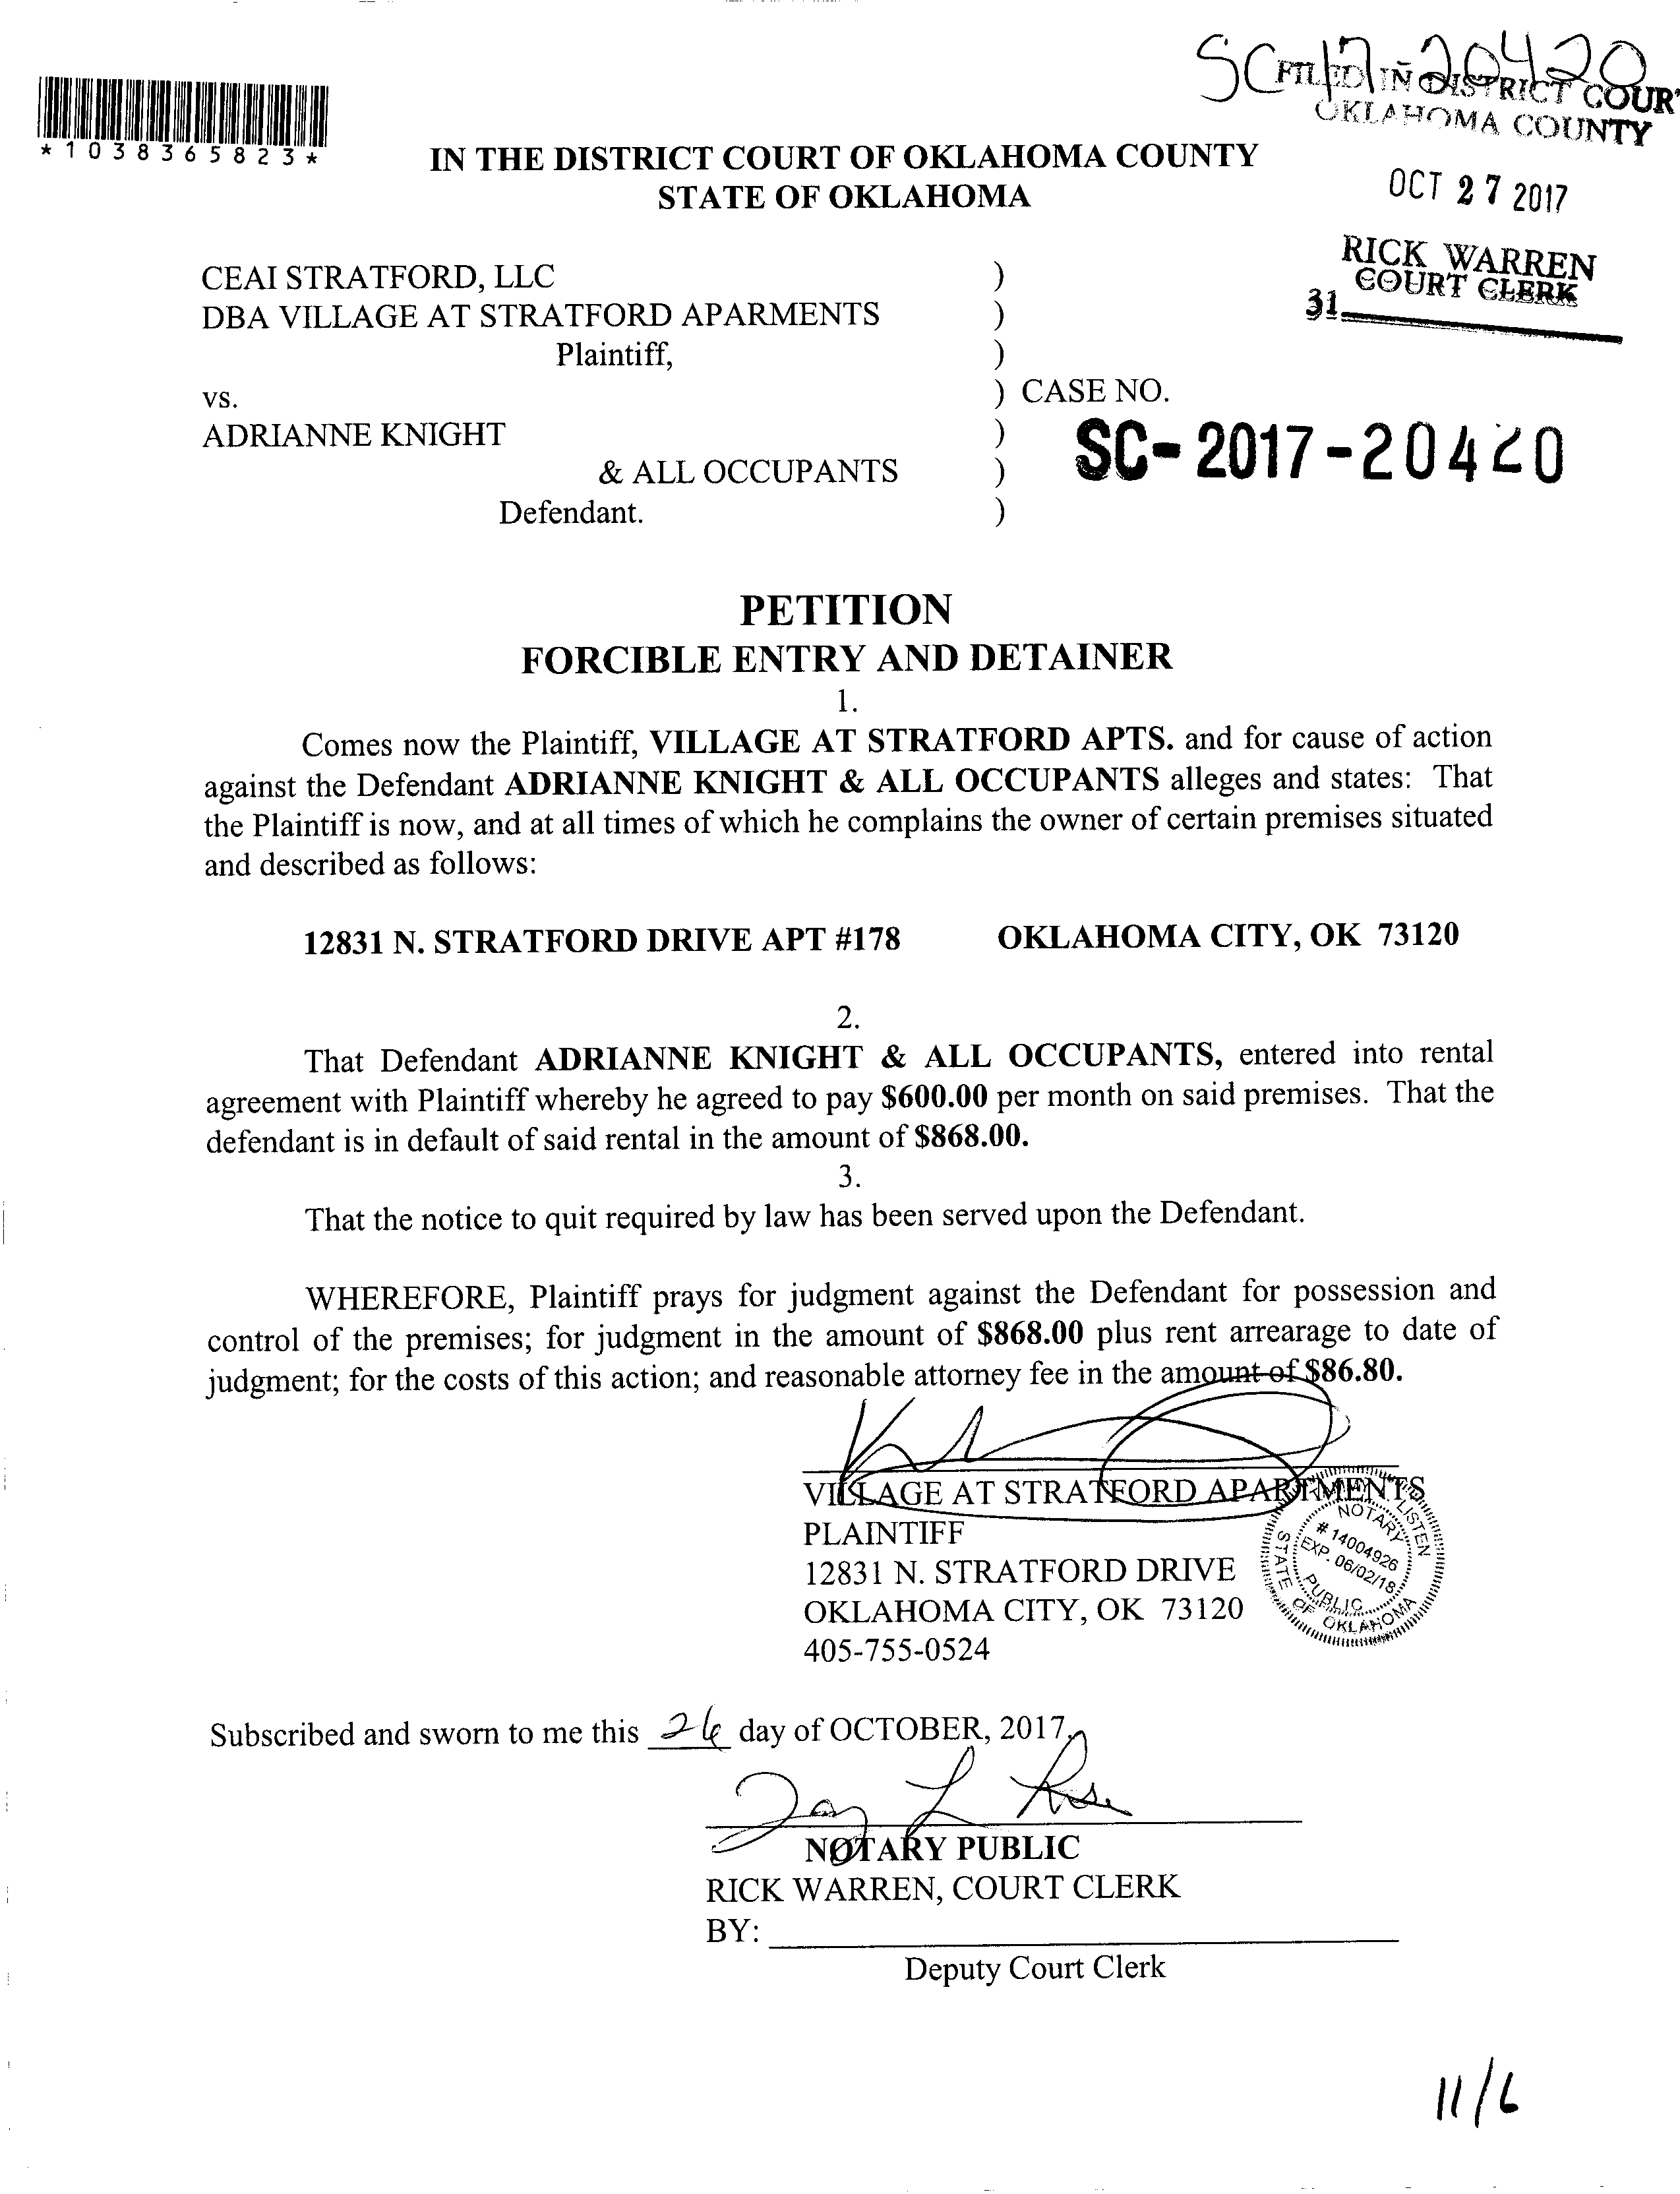 SC 17-20420
FILED IN DISTRICT COUR
OKLAHOMA COUNTY
*1038365823*
IN THE DISTRICT COURT OF OKLAHOMA COUNTY
STATE OF OKLAHOMA
OCT 27 2017
RICK WARREN
COURT CLERK
31
CEAI STRATFORD, LLC )
DBA VILLAGE AT STRATFORD APARMENTS )
Plaintiff, )
vs. ) CASE NO.
ADRIANNE KNIGHT ) SC-2017-20420
& ALL OCCUPANTS )
Defendant. )
PETITION
FORCIBLE ENTRY AND DETAINER
1.
Comes now the Plaintiff, VILLAGE AT STRATFORD APTS. and for cause of action
against the Defendant ADRIANNE KNIGHT & ALL OCCUPANTS alleges and states: That
the Plaintiff is now, and at all times of which he complains the owner of certain premises situated
and described as follows:
12831 N. STRATFORD DRIVE APT #178 OKLAHOMA CITY, OK 73120
2.
That Defendant ADRIANNE KNIGHT & ALL OCCUPANTS, entered into rental
agreement with Plaintiff whereby he agreed to pay $600.00 per month on said premises. That the
defendant is in default of said rental in the amount of $868.00.
3.
That the notice to quit required by law has been served upon the Defendant.
WHEREFORE, Plaintiff prays for judgment against the Defendant for possession and
control of the premises; for judgment in the amount of $868.00 plus rent arrearage to date of
judgment; for the costs of this action; and reasonable attorney fee in the amount of $86.80.
VILLAGE AT STRATFORD APARTMENTS
PLAINTIFF
12831 N. STRATFORD DRIVE
OKLAHOMA CITY, OK 73120
405-755-0524
NOTARY
# 14004926
EXP. 06/02/18
PUBLIC
STATE OF OKLAHOMA
Subscribed and sworn to me this 26 day of OCTOBER, 2017.
NOTARY PUBLIC
RICK WARREN, COURT CLERK
BY:
Deputy Court Clerk
11/6